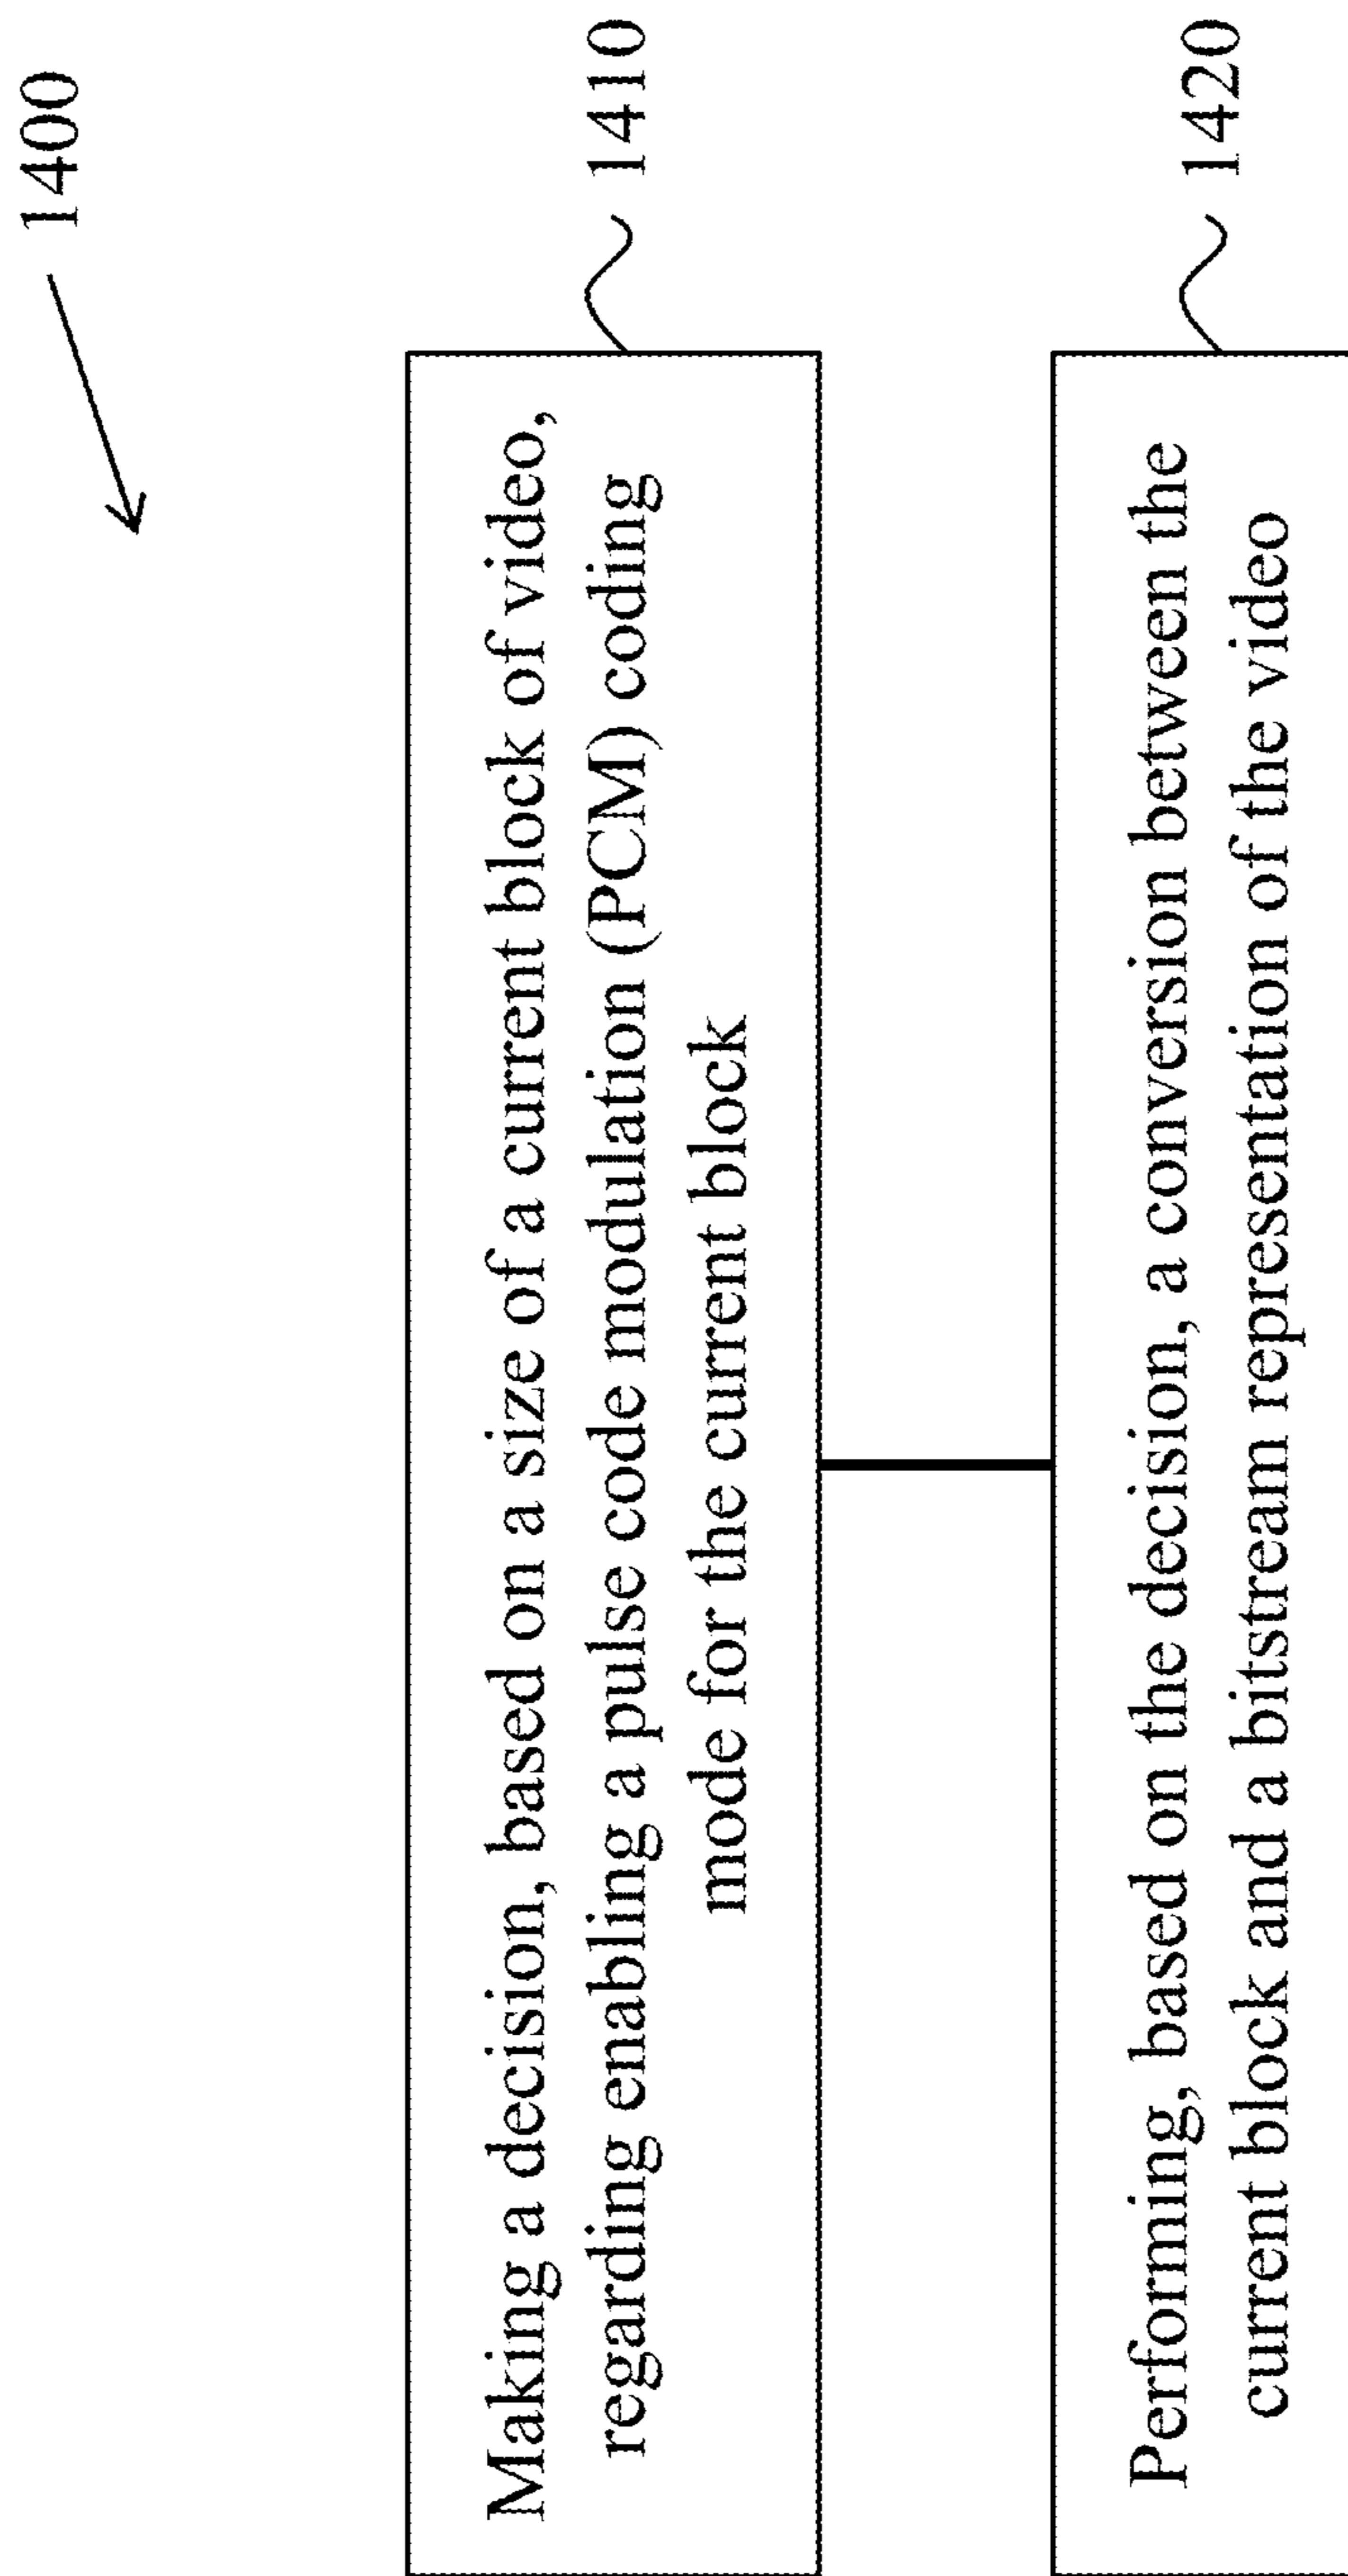 1400
Making a decision, based on a size of a current block of video,
regarding enabling a pulse code modulation (PCM) coding
mode for the current block
1410
Performing, based on the decision, a conversion between the
current block and a bitstream representation of the video
1420